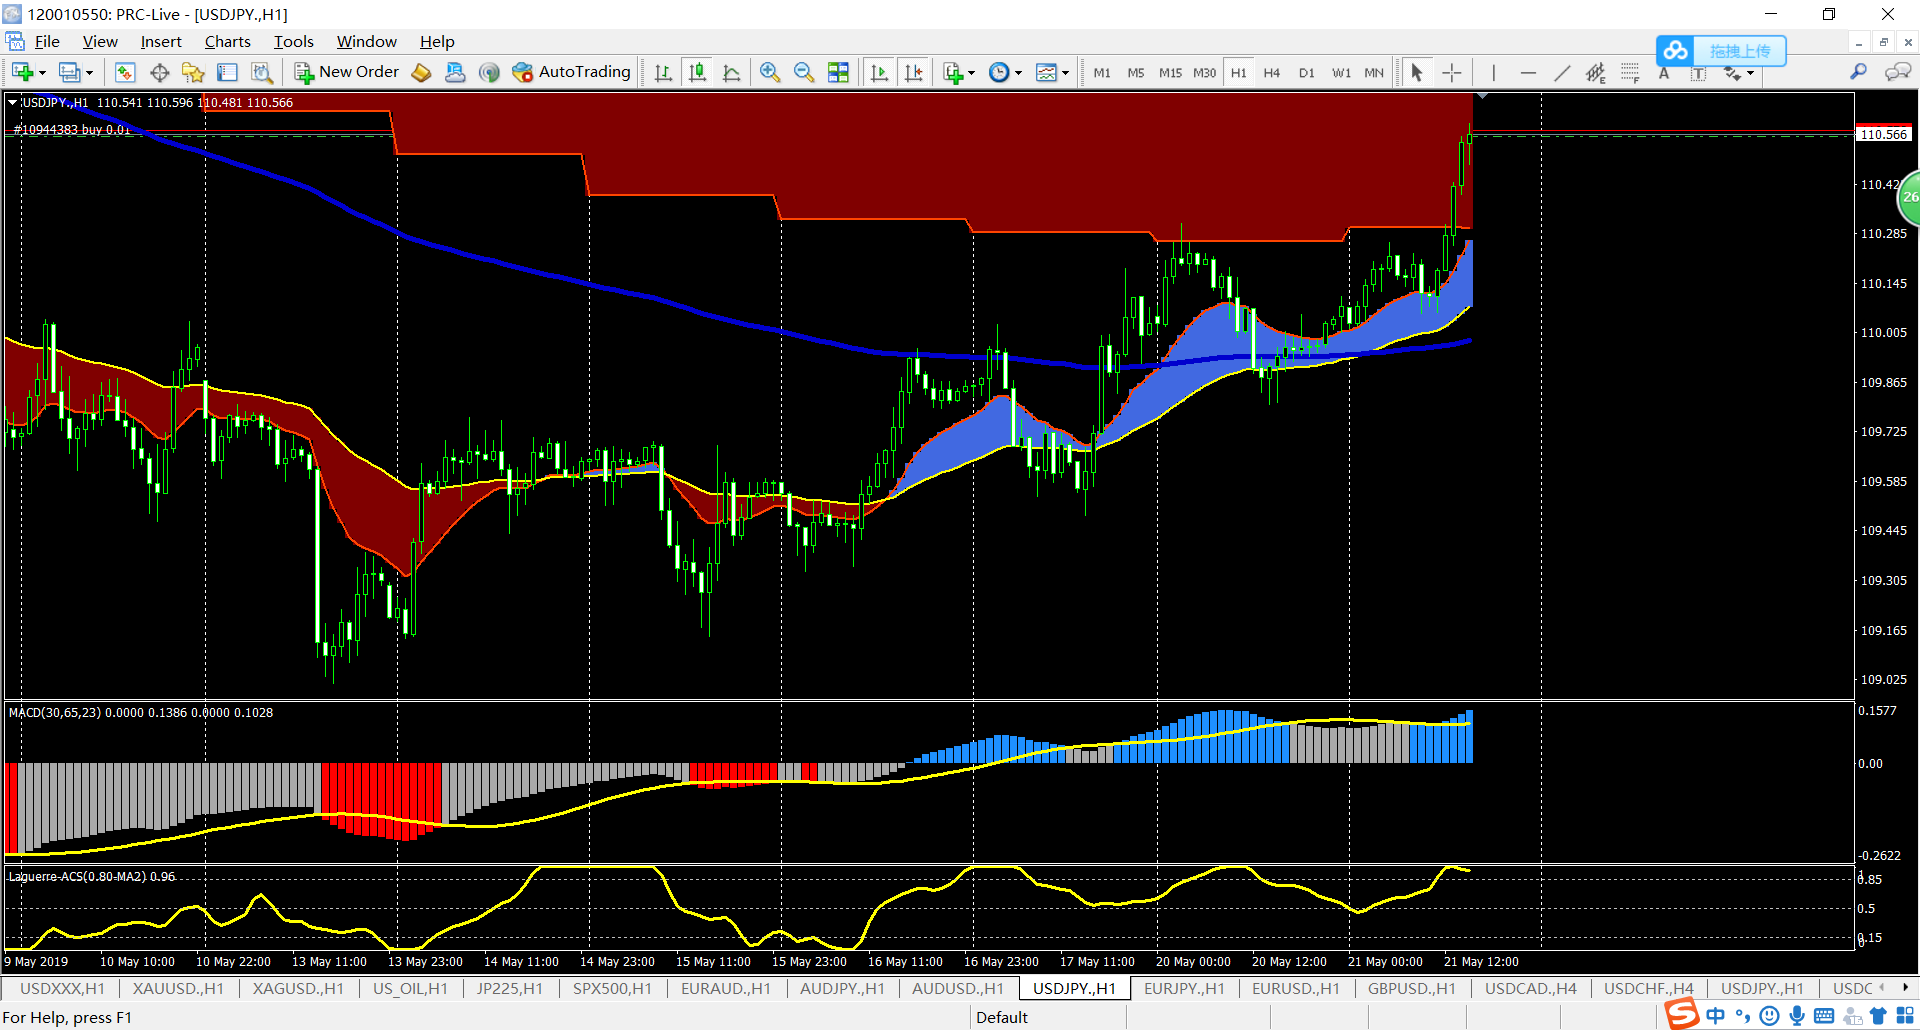 120010550: PRC-Live - [USDJPY.,H1]
File View Insert Charts Tools Window Help
拖拽上传
New Order AutoTrading M1 M5 M15 M30 H1 H4 D1 W1 MN A T
USDJPY.,H1 110.541 110.596 110.481 110.566
#10944383 buy 0.01
110.566
110.42
26
110.285
110.145
110.005
109.865
109.725
109.585
109.445
109.305
109.165
109.025
MACD(30,65,23) 0.0000 0.1386 0.0000 0.1028
0.1577
0.00
-0.2622
Laguerre-ACS(0.80-MA2) 0.96
1
0.85
0.5
0.15
0
9 May 2019 10 May 10:00 10 May 22:00 13 May 11:00 13 May 23:00 14 May 11:00 14 May 23:00 15 May 11:00 15 May 23:00 16 May 11:00 16 May 23:00 17 May 11:00 20 May 00:00 20 May 12:00 21 May 00:00 21 May 12:00
USDXXX,H1 XAUUSD.,H1 XAGUSD.,H1 US_OIL,H1 JP225,H1 SPX500,H1 EURAUD.,H1 AUDJPY.,H1 AUDUSD.,H1 USDJPY.,H1 EURJPY.,H1 EURUSD.,H1 GBPUSD.,H1 USDCAD.,H4 USDCHF.,H4 USDJPY.,H1 USDC
For Help, press F1 Default
S 中